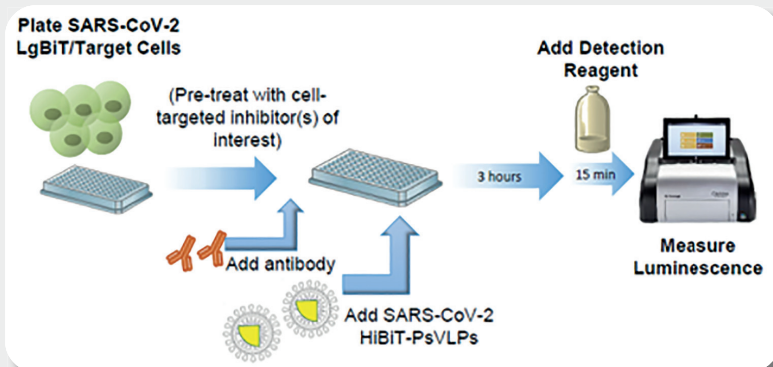 Plate SARS-CoV-2
LgBiT/Target Cells
(Pre-treat with cell-
targeted inhibitor(s) of
interest)
Add antibody
Add SARS-CoV-2
HiBiT-PsVLPs
3 hours
Add Detection
Reagent
15 min
Measure
Luminescence